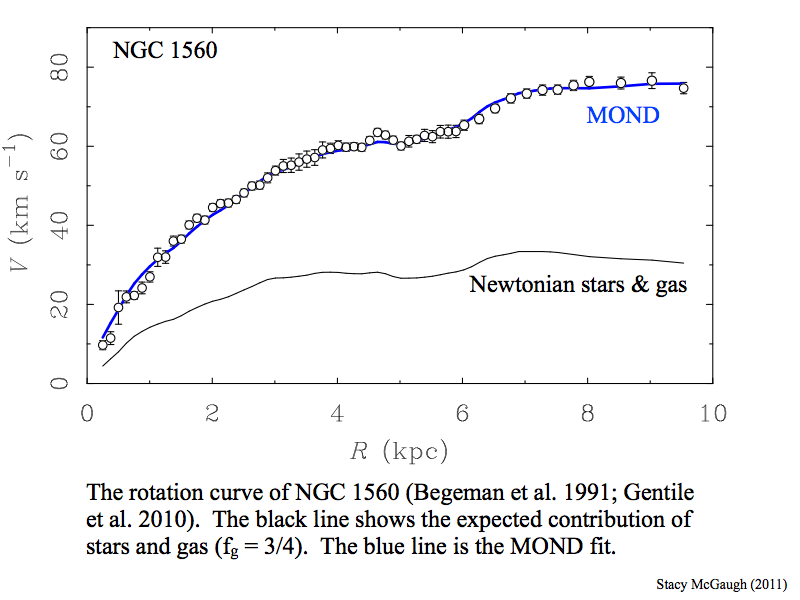 NGC 1560
80
60
40
20
0
V (km s⁻¹)
MOND
Newtonian stars & gas
0 2 4 6 8 10
R (kpc)
The rotation curve of NGC 1560 (Begeman et al. 1991; Gentile
et al. 2010). The black line shows the expected contribution of
stars and gas (fg = 3/4). The blue line is the MOND fit.
Stacy McGaugh (2011)